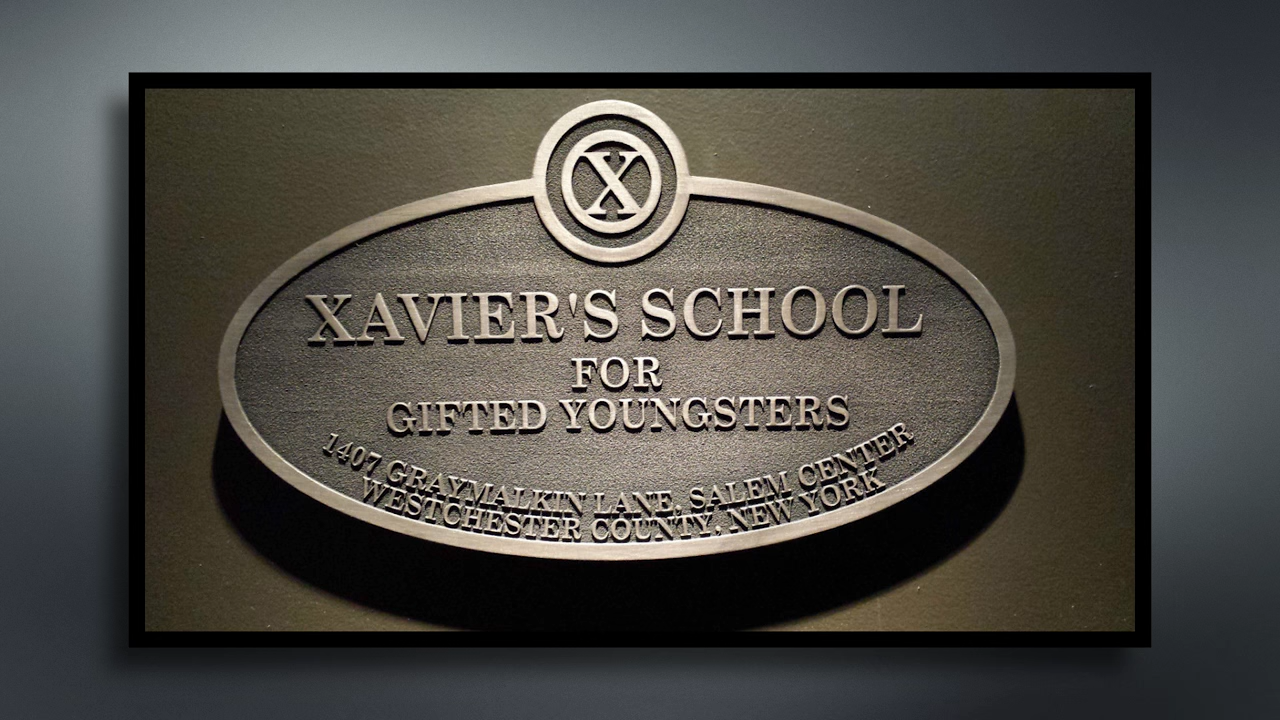 X
XAVIER'S SCHOOL
FOR
GIFTED YOUNGSTERS
1407 GRAYMALKIN LANE, SALEM CENTER
WESTCHESTER COUNTY, NEW YORK